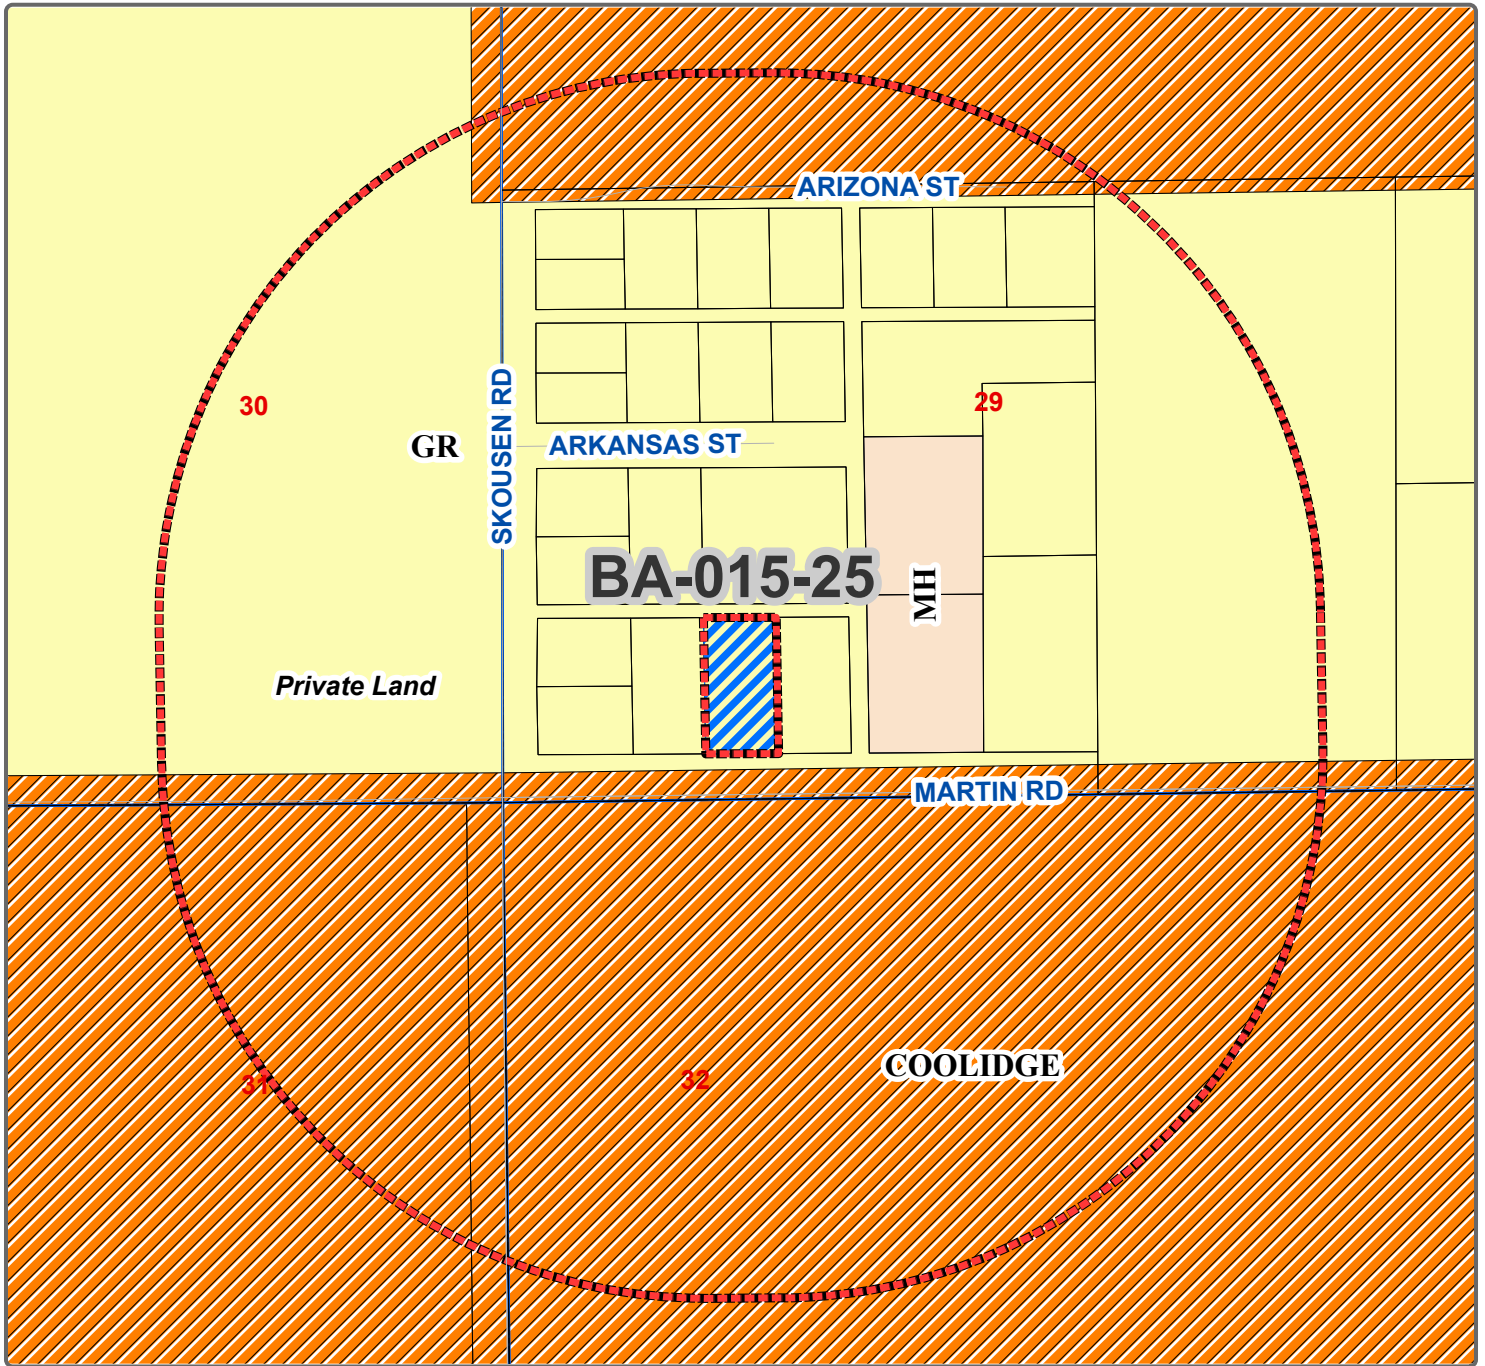 ARIZONA ST
SKOUSEN RD
30
29
GR
ARKANSAS ST
BA-015-25
MH
Private Land
MARTIN RD
COOLIDGE
31
32